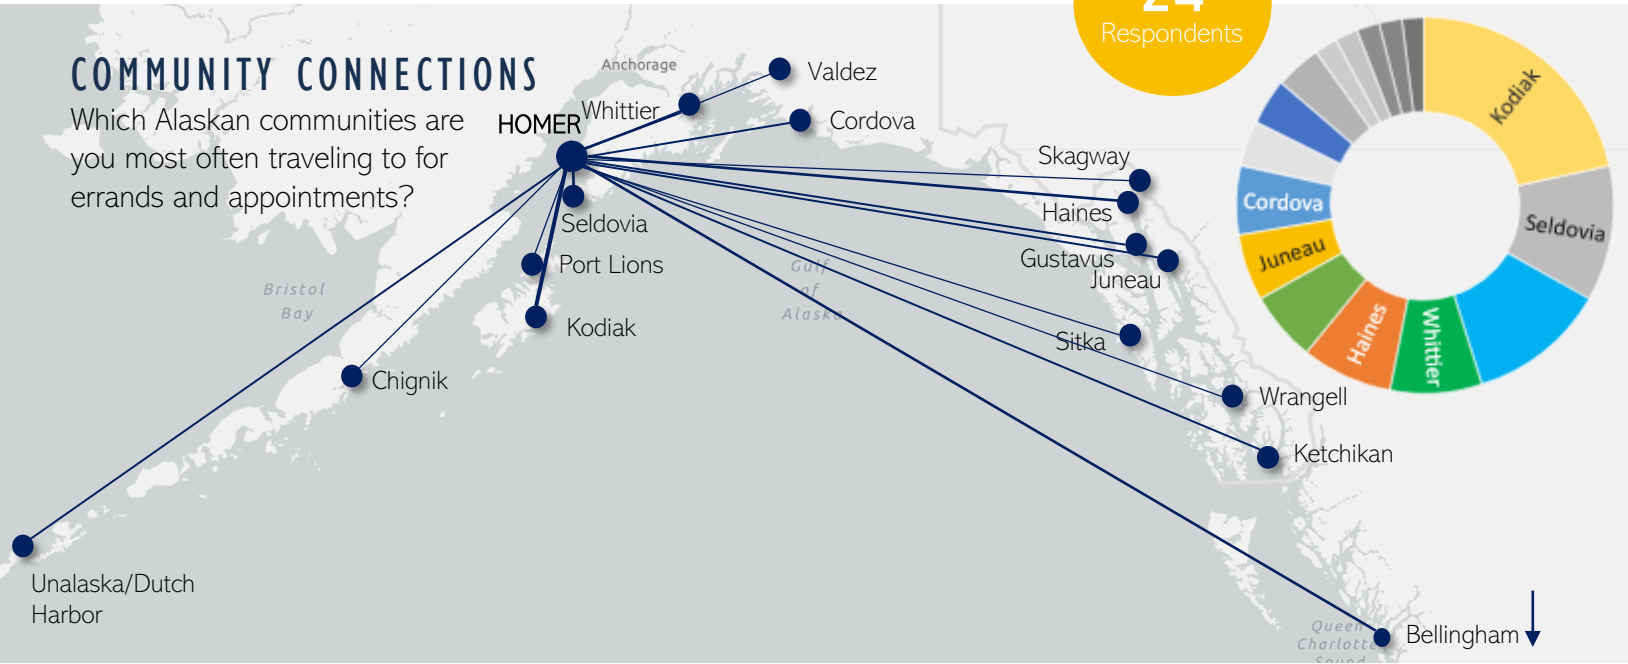 24
Respondents
COMMUNITY CONNECTIONS
Which Alaskan communities are
you most often traveling to for
errands and appointments?
Anchorage
Valdez
Whittier
HOMER
Cordova
Skagway
Haines
Seldovia
Gustavus
Juneau
Port Lions
Kodiak
Sitka
Chignik
Wrangell
Ketchikan
Unalaska/Dutch
Harbor
Bellingham
Bristol
Bay
Gulf
of
Alaska
Queen
Charlotte
Sound
Kodiak
Seldovia
Whittier
Haines
Juneau
Cordova